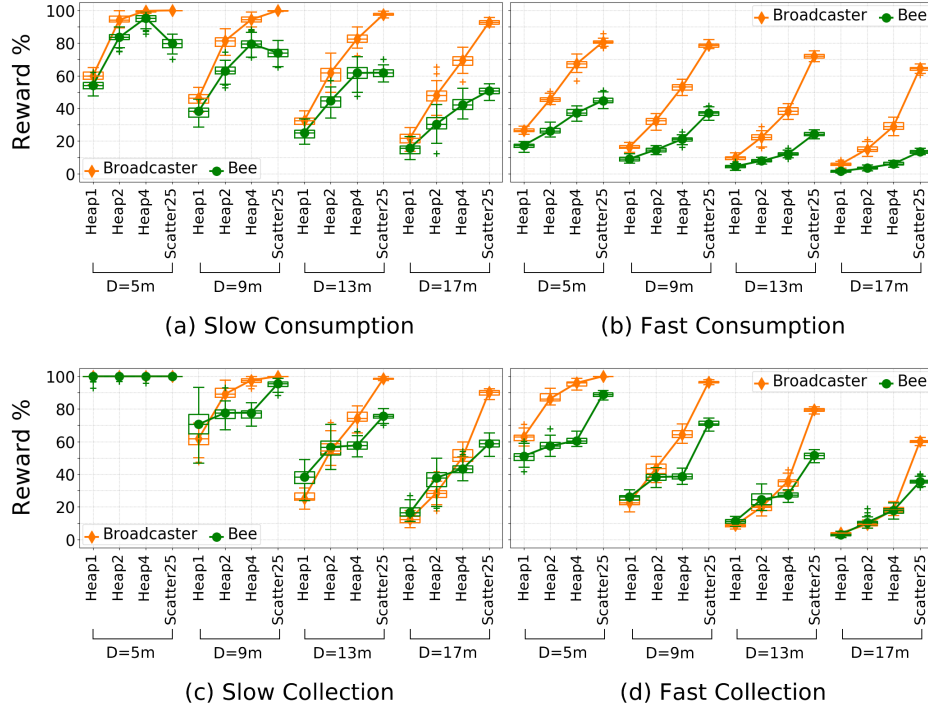 Reward %
100
80
60
40
20
0
Broadcaster Bee
Heap1 Heap2 Heap4 Scatter25 Heap1 Heap2 Heap4 Scatter25 Heap1 Heap2 Heap4 Scatter25 Heap1 Heap2 Heap4 Scatter25
D=5m D=9m D=13m D=17m
(a) Slow Consumption
Broadcaster Bee
Heap1 Heap2 Heap4 Scatter25 Heap1 Heap2 Heap4 Scatter25 Heap1 Heap2 Heap4 Scatter25 Heap1 Heap2 Heap4 Scatter25
D=5m D=9m D=13m D=17m
(b) Fast Consumption
Reward %
100
80
60
40
20
0
Broadcaster Bee
Heap1 Heap2 Heap4 Scatter25 Heap1 Heap2 Heap4 Scatter25 Heap1 Heap2 Heap4 Scatter25 Heap1 Heap2 Heap4 Scatter25
D=5m D=9m D=13m D=17m
(c) Slow Collection
Broadcaster Bee
Heap1 Heap2 Heap4 Scatter25 Heap1 Heap2 Heap4 Scatter25 Heap1 Heap2 Heap4 Scatter25 Heap1 Heap2 Heap4 Scatter25
D=5m D=9m D=13m D=17m
(d) Fast Collection